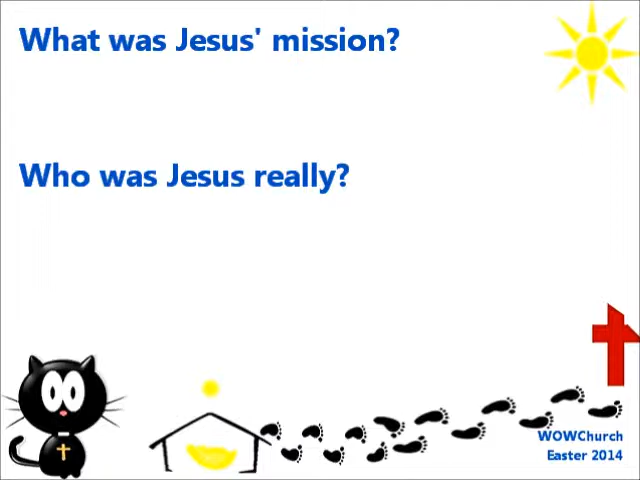 What was Jesus' mission?
Who was Jesus really?
WOWChurch
Easter 2014